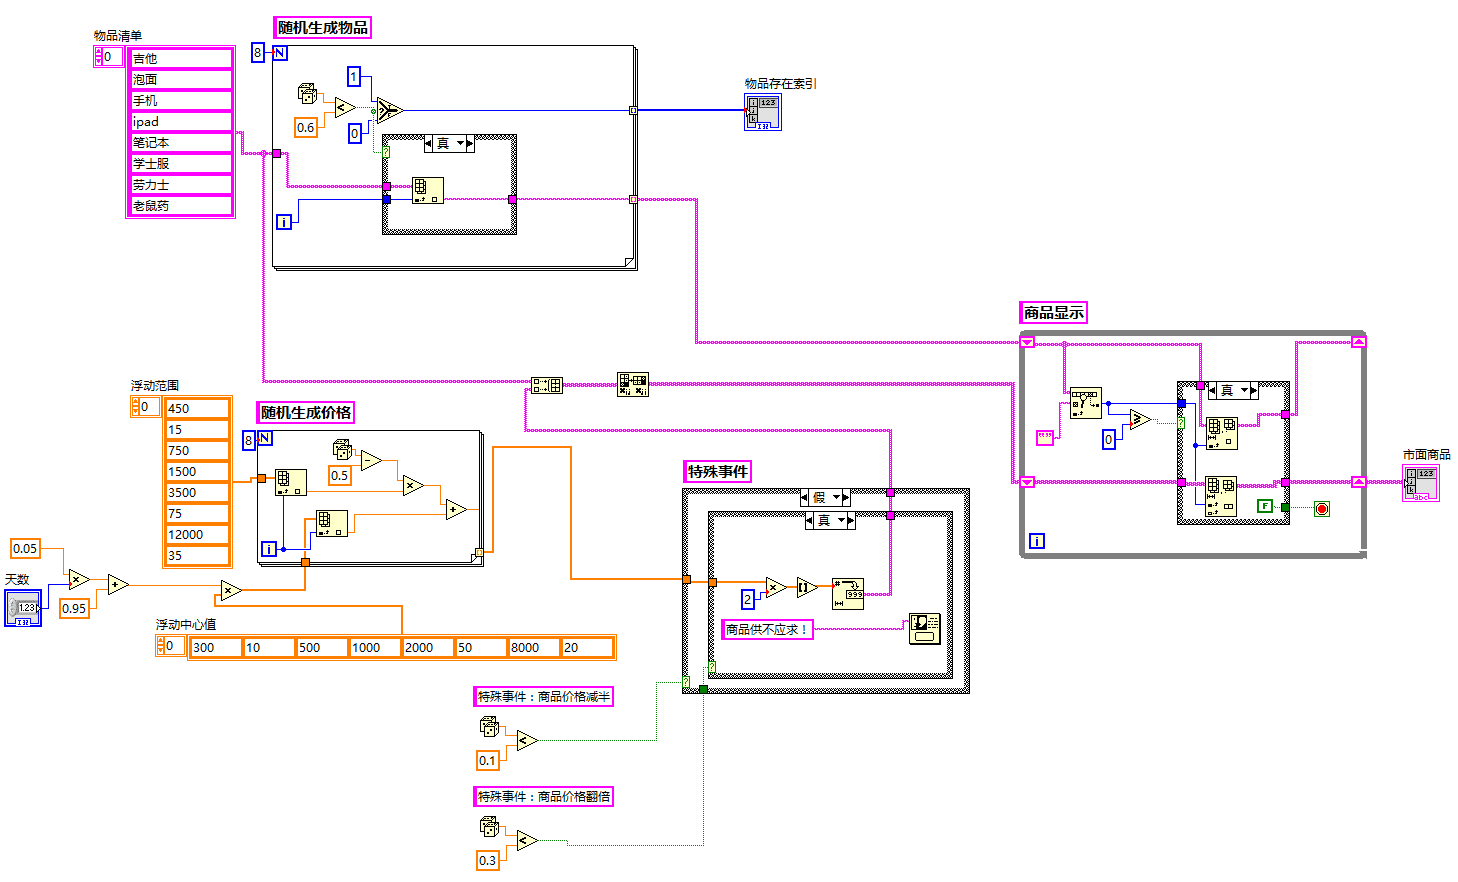 随机生成物品
物品清单
0
吉他
泡面
手机
ipad
笔记本
学士服
劳力士
老鼠药
8
N
1
0.6
0
真
i
物品存在索引
商品显示
真
0
F
i
市面商品
浮动范围
0
450
15
750
1500
3500
75
12000
35
随机生成价格
8
N
0.5
i
特殊事件
假
真
2
商品供不应求！
0.05
天数
1.23
0.95
浮动中心值
0
300
10
500
1000
2000
50
8000
20
特殊事件：商品价格减半
0.1
特殊事件：商品价格翻倍
0.3